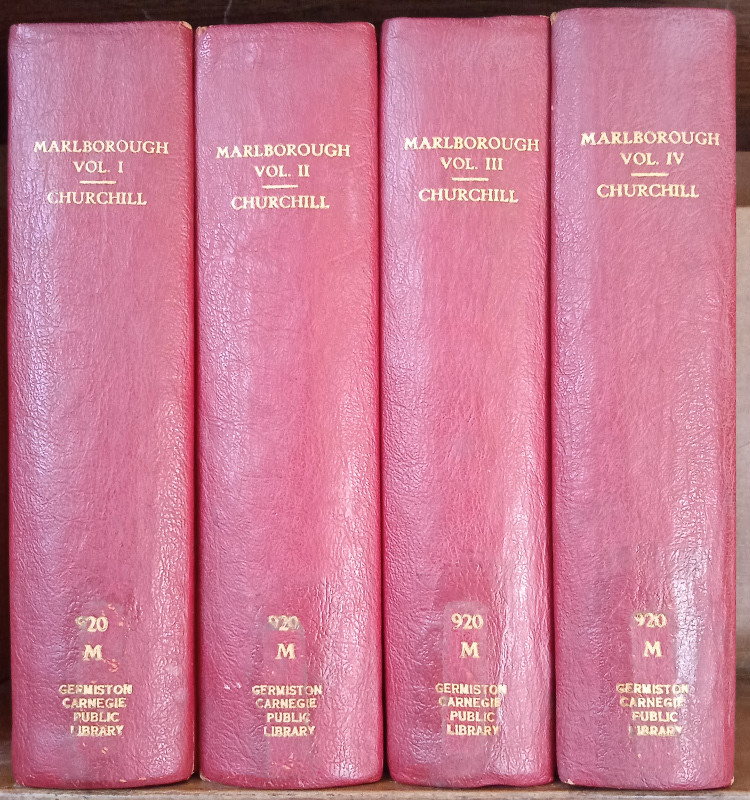 MARLBOROUGH
VOL. I
CHURCHILL
920
M
GERMISTON
CARNEGIE
PUBLIC
LIBRARY
MARLBOROUGH
VOL. II
CHURCHILL
920
M
GERMISTON
CARNEGIE
PUBLIC
LIBRARY
MARLBOROUGH
VOL. III
CHURCHILL
920
M
GERMISTON
CARNEGIE
PUBLIC
LIBRARY
MARLBOROUGH
VOL. IV
CHURCHILL
920
M
GERMISTON
CARNEGIE
PUBLIC
LIBRARY